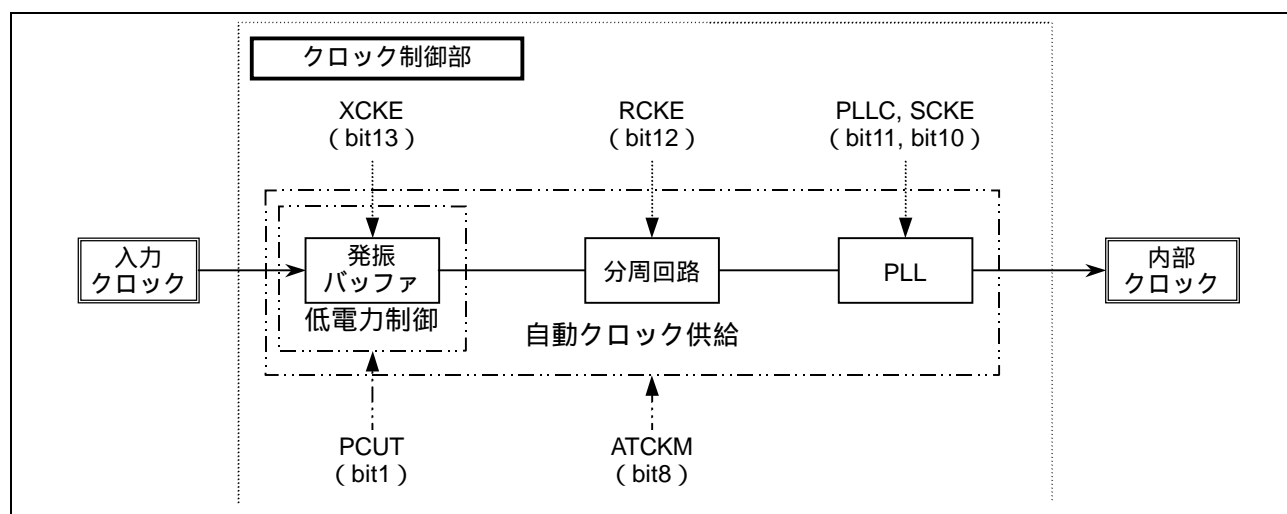 クロック制御部
XCKE
（bit13）
RCKE
（bit12）
PLLC, SCKE
（bit11, bit10）
入力
クロック
発振
バッファ
分周回路
PLL
内部
クロック
低電力制御
自動クロック供給
PCUT
（bit1）
ATCKM
（bit8）